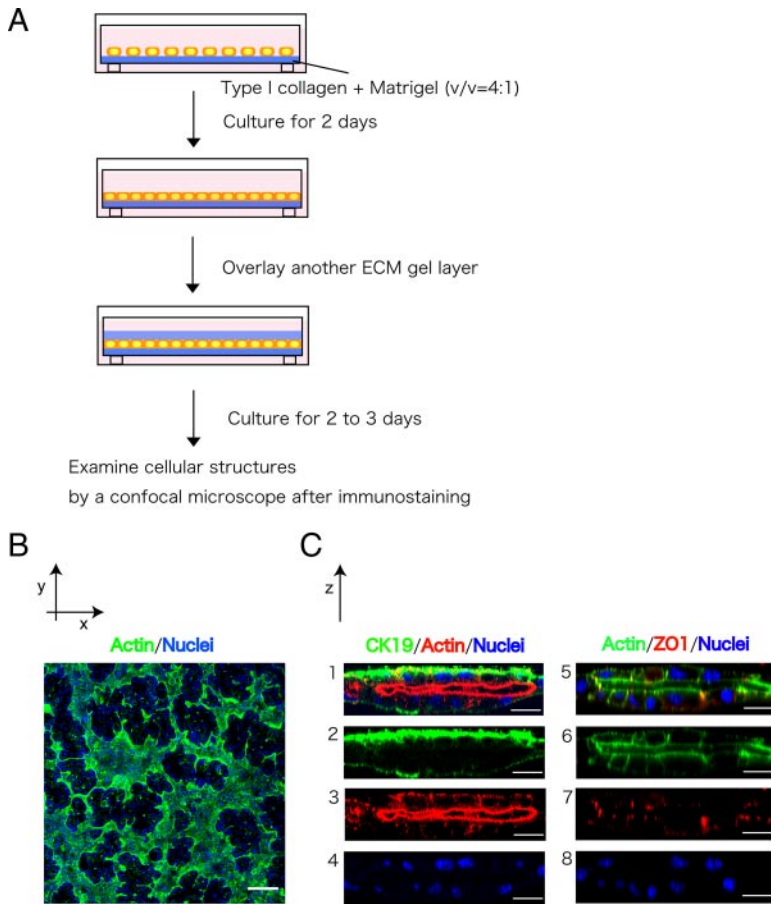 A
Type I collagen + Matrigel (v/v=4:1)
Culture for 2 days
Overlay another ECM gel layer
Culture for 2 to 3 days
Examine cellular structures
by a confocal microscope after immunostaining
B
y
x
Actin/Nuclei
C
z
CK19/Actin/Nuclei
1
2
3
4
Actin/ZO1/Nuclei
5
6
7
8